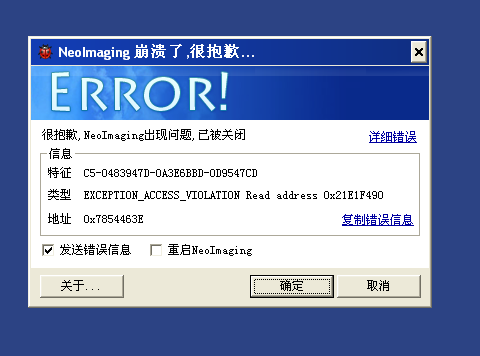 NeoImaging 崩溃了,很抱歉...
ERROR!
很抱歉,NeoImaging出现问题,已被关闭
详细错误
信息
特征 C5-0483947D-0A3E6BBD-0D9547CD
类型 EXCEPTION_ACCESS_VIOLATION Read address 0x21E1F490
地址 0x7854463E
复制错误信息
发送错误信息 重启NeoImaging
关于... 确定 取消